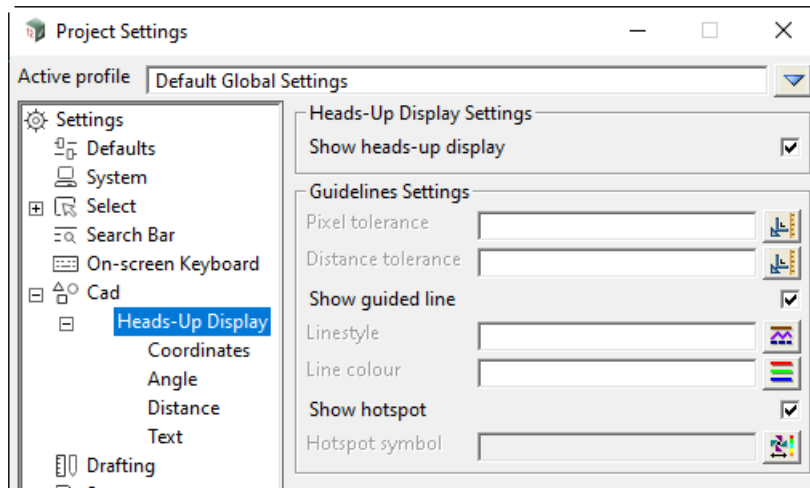 Project Settings
Active profile Default Global Settings
Settings
Defaults
System
Select
Search Bar
On-screen Keyboard
Cad
Heads-Up Display
Coordinates
Angle
Distance
Text
Drafting
Heads-Up Display Settings
Show heads-up display
Guidelines Settings
Pixel tolerance
Distance tolerance
Show guided line
Linestyle
Line colour
Show hotspot
Hotspot symbol